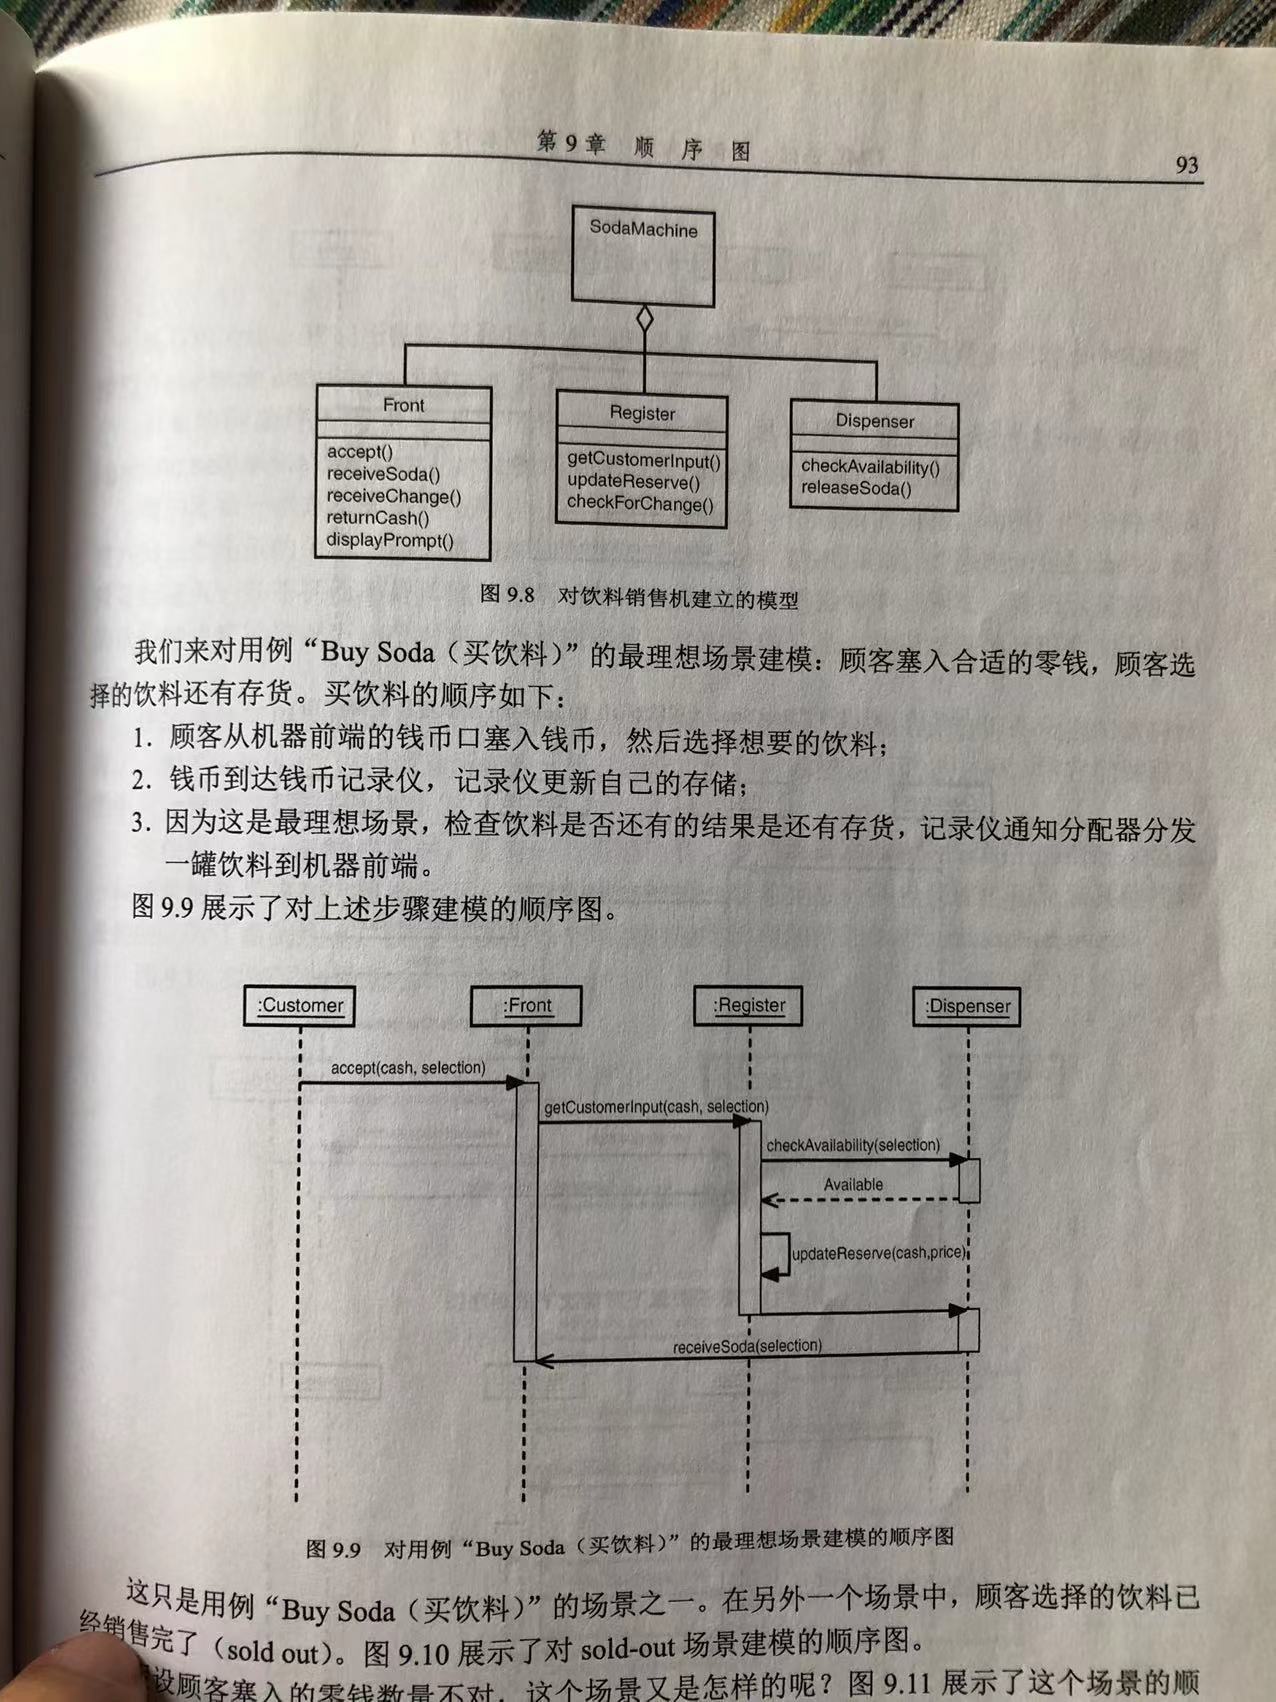 第9章 顺 序 图
93
SodaMachine
Front
accept()
receiveSoda()
receiveChange()
returnCash()
displayPrompt()
Register
getCustomerInput()
updateReserve()
checkForChange()
Dispenser
checkAvailability()
releaseSoda()
图 9.8 对饮料销售机建立的模型
我们来对用例“Buy Soda（买饮料）”的最理想场景建模：顾客塞入合适的零钱，顾客选
择的饮料还有存货。买饮料的顺序如下：
1. 顾客从机器前端的钱币口塞入钱币，然后选择想要的饮料；
2. 钱币到达钱币记录仪，记录仪更新自己的存储；
3. 因为这是最理想场景，检查饮料是否还有的结果是还有存货，记录仪通知分配器分发
一罐饮料到机器前端。
图 9.9 展示了对上述步骤建模的顺序图。
:Customer
:Front
:Register
:Dispenser
accept(cash, selection)
getCustomerInput(cash, selection)
checkAvailability(selection)
Available
updateReserve(cash,price)
receiveSoda(selection)
图 9.9 对用例“Buy Soda（买饮料）”的最理想场景建模的顺序图
这只是用例“Buy Soda（买饮料）”的场景之一。在另外一个场景中，顾客选择的饮料已
经销售完了（sold out）。图 9.10 展示了对 sold-out 场景建模的顺序图。
设顾客塞入的零钱数量不对，这个场景又是怎样的呢？图 9.11 展示了这个场景的顺